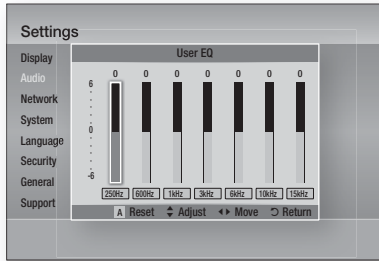 Settings
User EQ
Display
Audio
Network
System
Language
Security
General
Support
0 0 0 0 0 0 0
6
0
-6
250Hz 600Hz 1kHz 3kHz 6kHz 10kHz 15kHz
A Reset Adjust Move Return